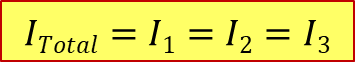 I_Total = I_1 = I_2 = I_3